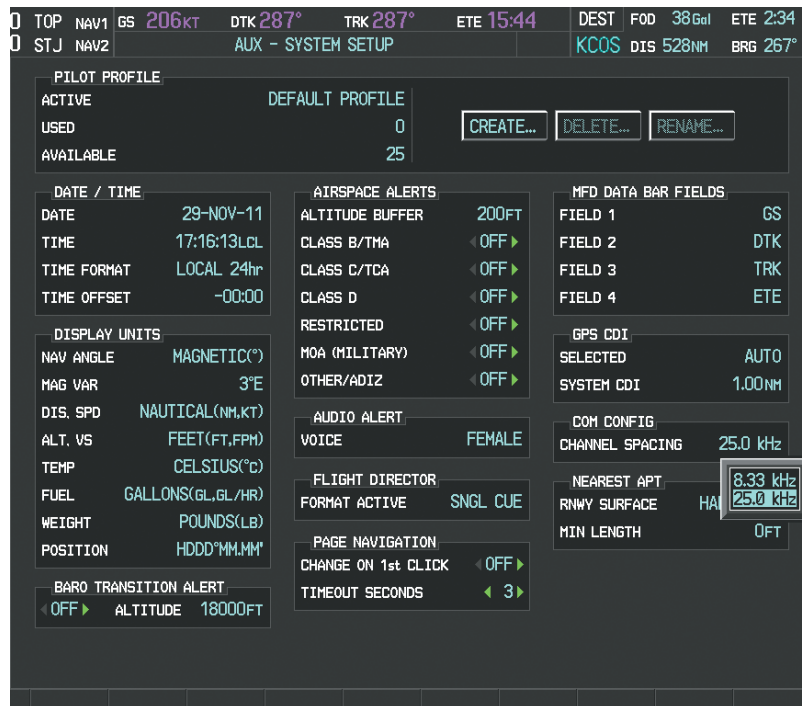 TOP NAV1 GS 206KT DTK 287° TRK 287° ETE 15:44 DEST FOD 38Gal ETE 2:34
STJ NAV2 AUX - SYSTEM SETUP KCOS DIS 528NM BRG 267°
PILOT PROFILE
ACTIVE DEFAULT PROFILE
USED 0
AVAILABLE 25
CREATE... DELETE... RENAME...
DATE / TIME
DATE 29-NOV-11
TIME 17:16:13LCL
TIME FORMAT LOCAL 24hr
TIME OFFSET -00:00
DISPLAY UNITS
NAV ANGLE MAGNETIC(°)
MAG VAR 3°E
DIS, SPD NAUTICAL(NM,KT)
ALT, VS FEET(FT,FPM)
TEMP CELSIUS(°C)
FUEL GALLONS(GL,GL/HR)
WEIGHT POUNDS(LB)
POSITION HDDD°MM.MM'
BARO TRANSITION ALERT
OFF ALTITUDE 18000FT
AIRSPACE ALERTS
ALTITUDE BUFFER 200FT
CLASS B/TMA OFF
CLASS C/TCA OFF
CLASS D OFF
RESTRICTED OFF
MOA (MILITARY) OFF
OTHER/ADIZ OFF
AUDIO ALERT
VOICE FEMALE
FLIGHT DIRECTOR
FORMAT ACTIVE SNGL CUE
PAGE NAVIGATION
CHANGE ON 1st CLICK OFF
TIMEOUT SECONDS 3
MFD DATA BAR FIELDS
FIELD 1 GS
FIELD 2 DTK
FIELD 3 TRK
FIELD 4 ETE
GPS CDI
SELECTED AUTO
SYSTEM CDI 1.00NM
COM CONFIG
CHANNEL SPACING 25.0 kHz
8.33 kHz
25.0 kHz
NEAREST APT
RNWY SURFACE
MIN LENGTH 0FT